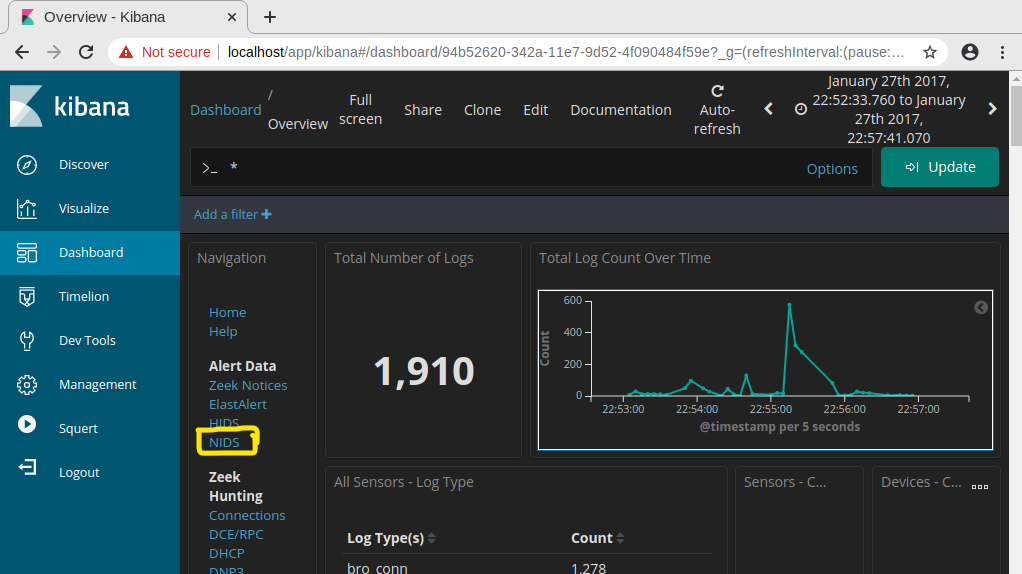 Overview - Kibana
Not secure localhost/app/kibana#/dashboard/94b52620-342a-11e7-9d52-4f090484f59e?_g=(refreshInterval:(pause:…
kibana
Discover
Visualize
Dashboard
Timelion
Dev Tools
Management
Squert
Logout
Dashboard / Overview
Full screen
Share
Clone
Edit
Documentation
Auto-refresh
January 27th 2017,
22:52:33.760 to January
27th 2017,
22:57:41.070
>_ *
Options
Update
Add a filter +
Navigation
Home
Help
Alert Data
Zeek Notices
ElastAlert
HIDS
NIDS
Zeek
Hunting
Connections
DCE/RPC
DHCP
DNP3
Total Number of Logs
1,910
Total Log Count Over TIme
Count
600
400
200
0
22:53:00 22:54:00 22:55:00 22:56:00 22:57:00
@timestamp per 5 seconds
All Sensors - Log Type
Log Type(s) Count
bro_conn 1,278
Sensors - C...
Devices - C...